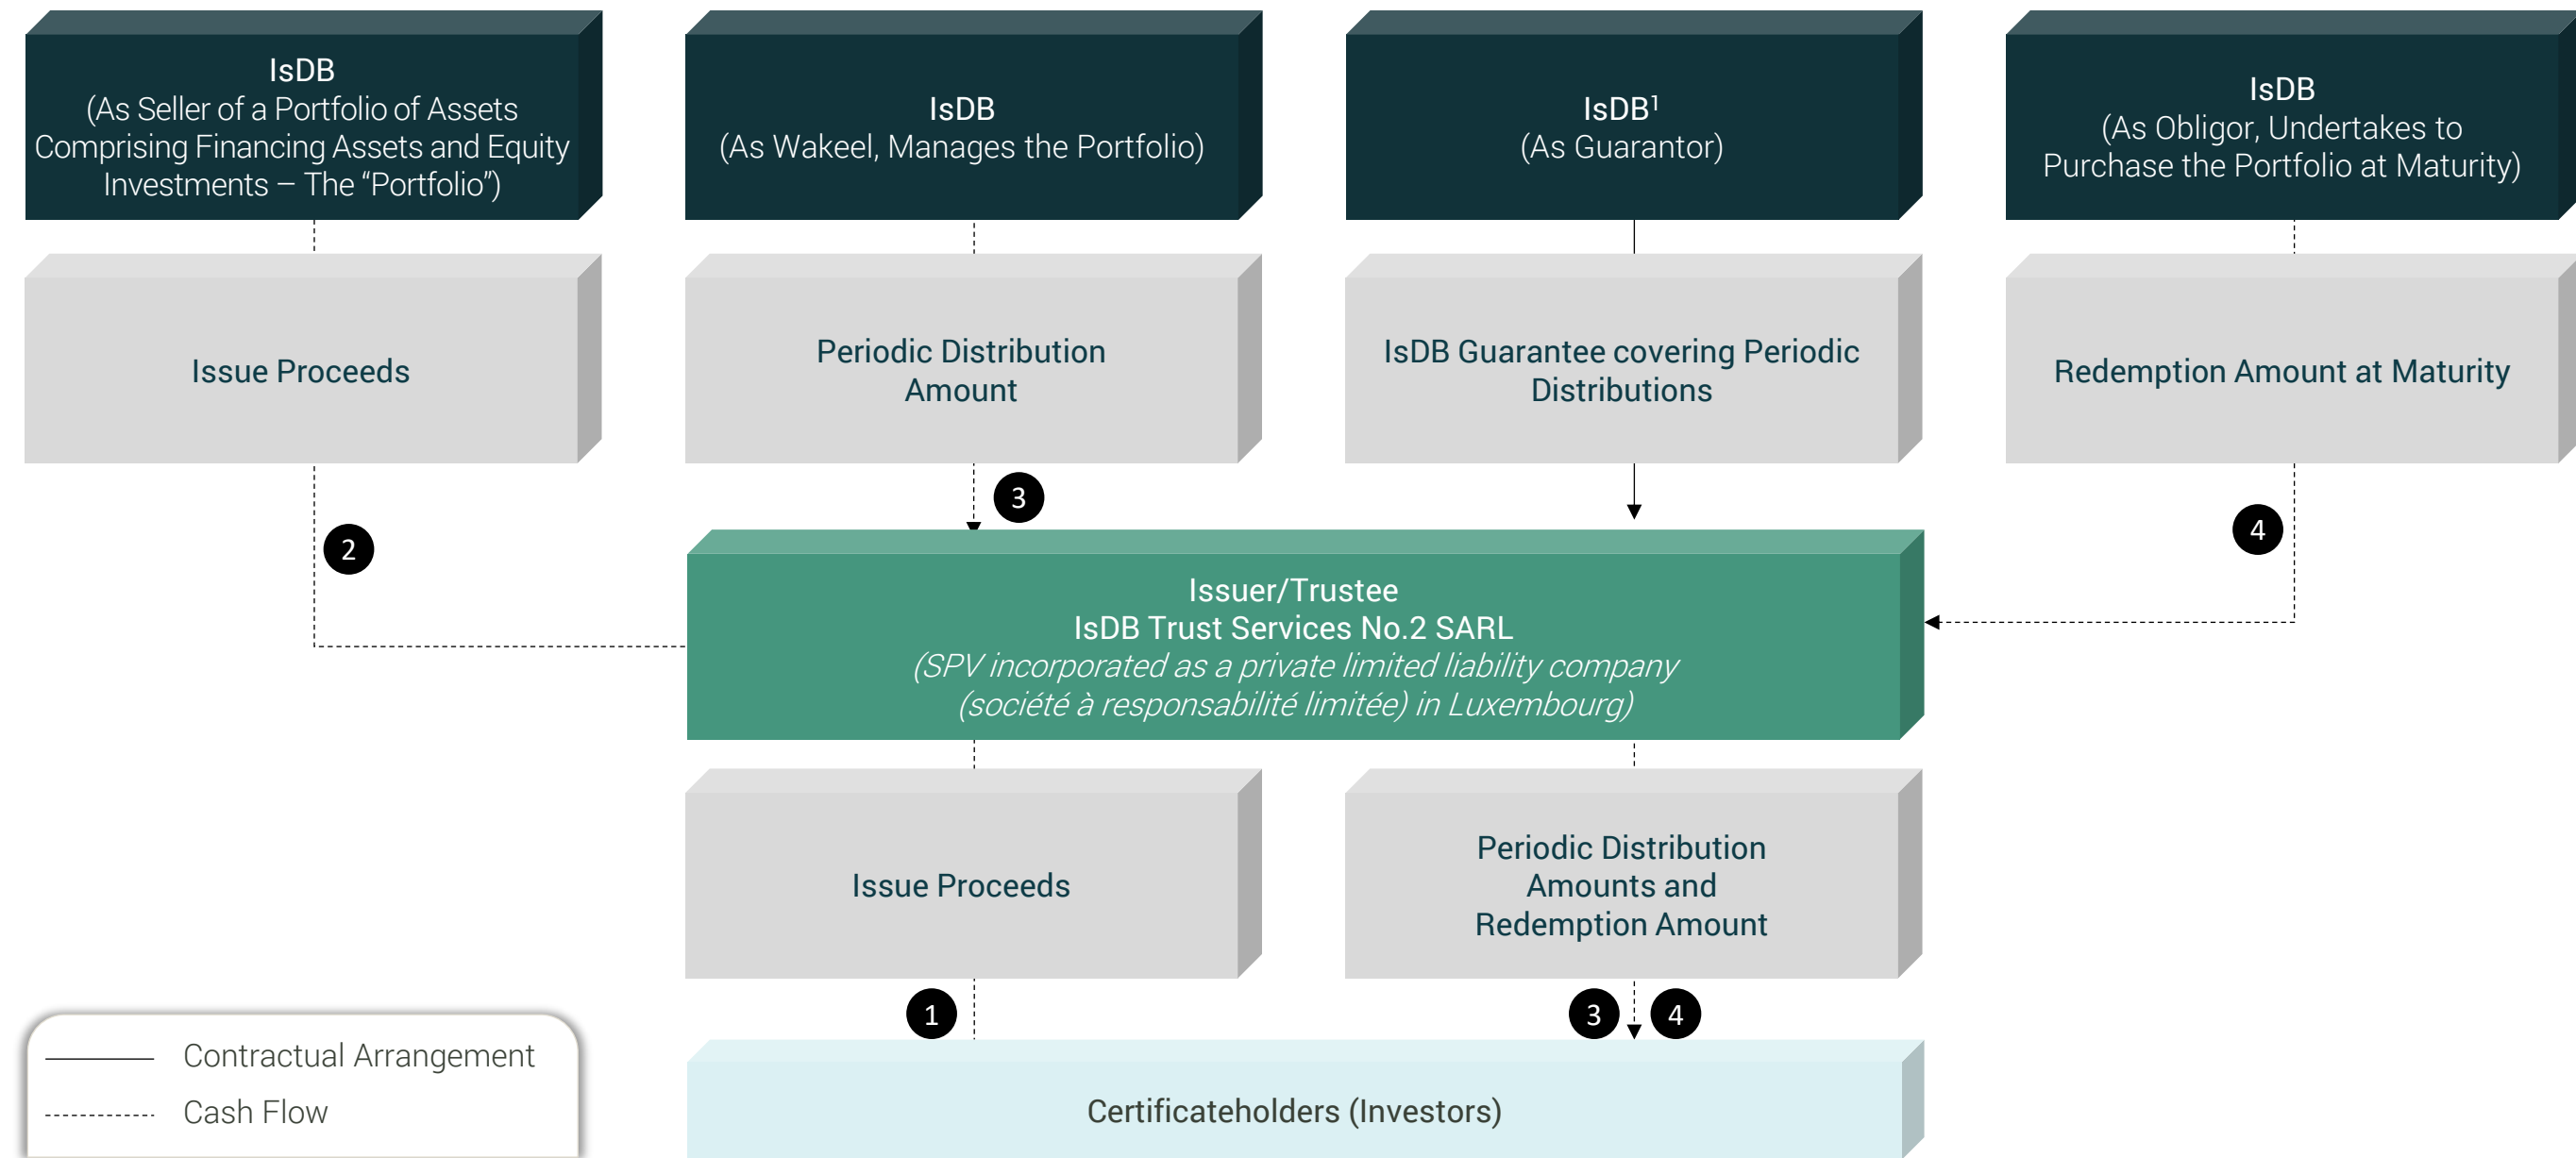 IsDB
(As Seller of a Portfolio of Assets
Comprising Financing Assets and Equity
Investments – The “Portfolio”)
IsDB
(As Wakeel, Manages the Portfolio)
IsDB¹
(As Guarantor)
IsDB
(As Obligor, Undertakes to
Purchase the Portfolio at Maturity)
Issue Proceeds
Periodic Distribution
Amount
IsDB Guarantee covering Periodic
Distributions
Redemption Amount at Maturity
3
2
4
Issuer/Trustee
IsDB Trust Services No.2 SARL
(SPV incorporated as a private limited liability company
(société à responsabilité limitée) in Luxembourg)
Issue Proceeds
Periodic Distribution
Amounts and
Redemption Amount
1
3
4
Contractual Arrangement
Cash Flow
Certificateholders (Investors)